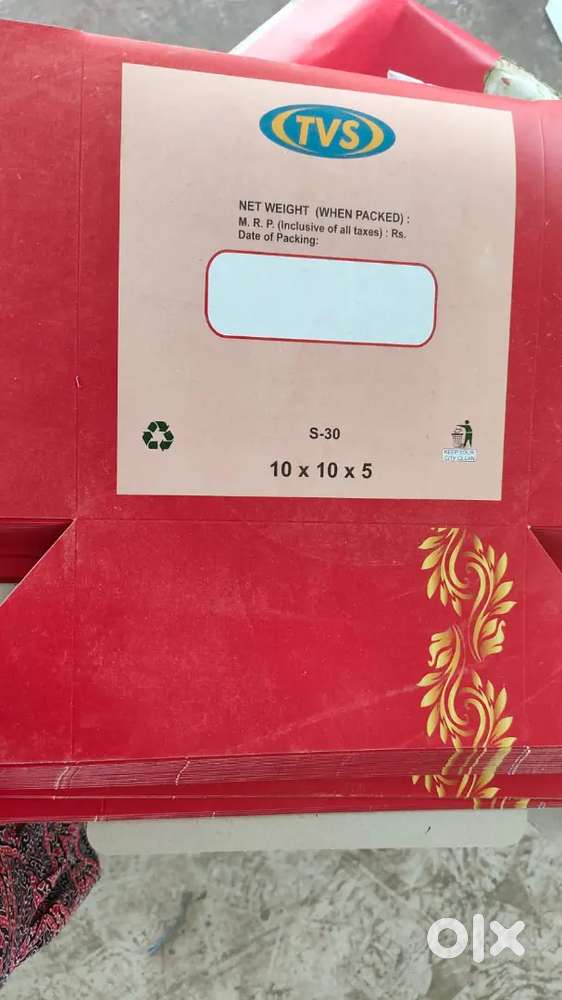 TVS
NET WEIGHT (WHEN PACKED) :
M. R. P. (Inclusive of all taxes) : Rs.
Date of Packing:
S-30
KEEP YOUR
CITY CLEAN
10 x 10 x 5
olx